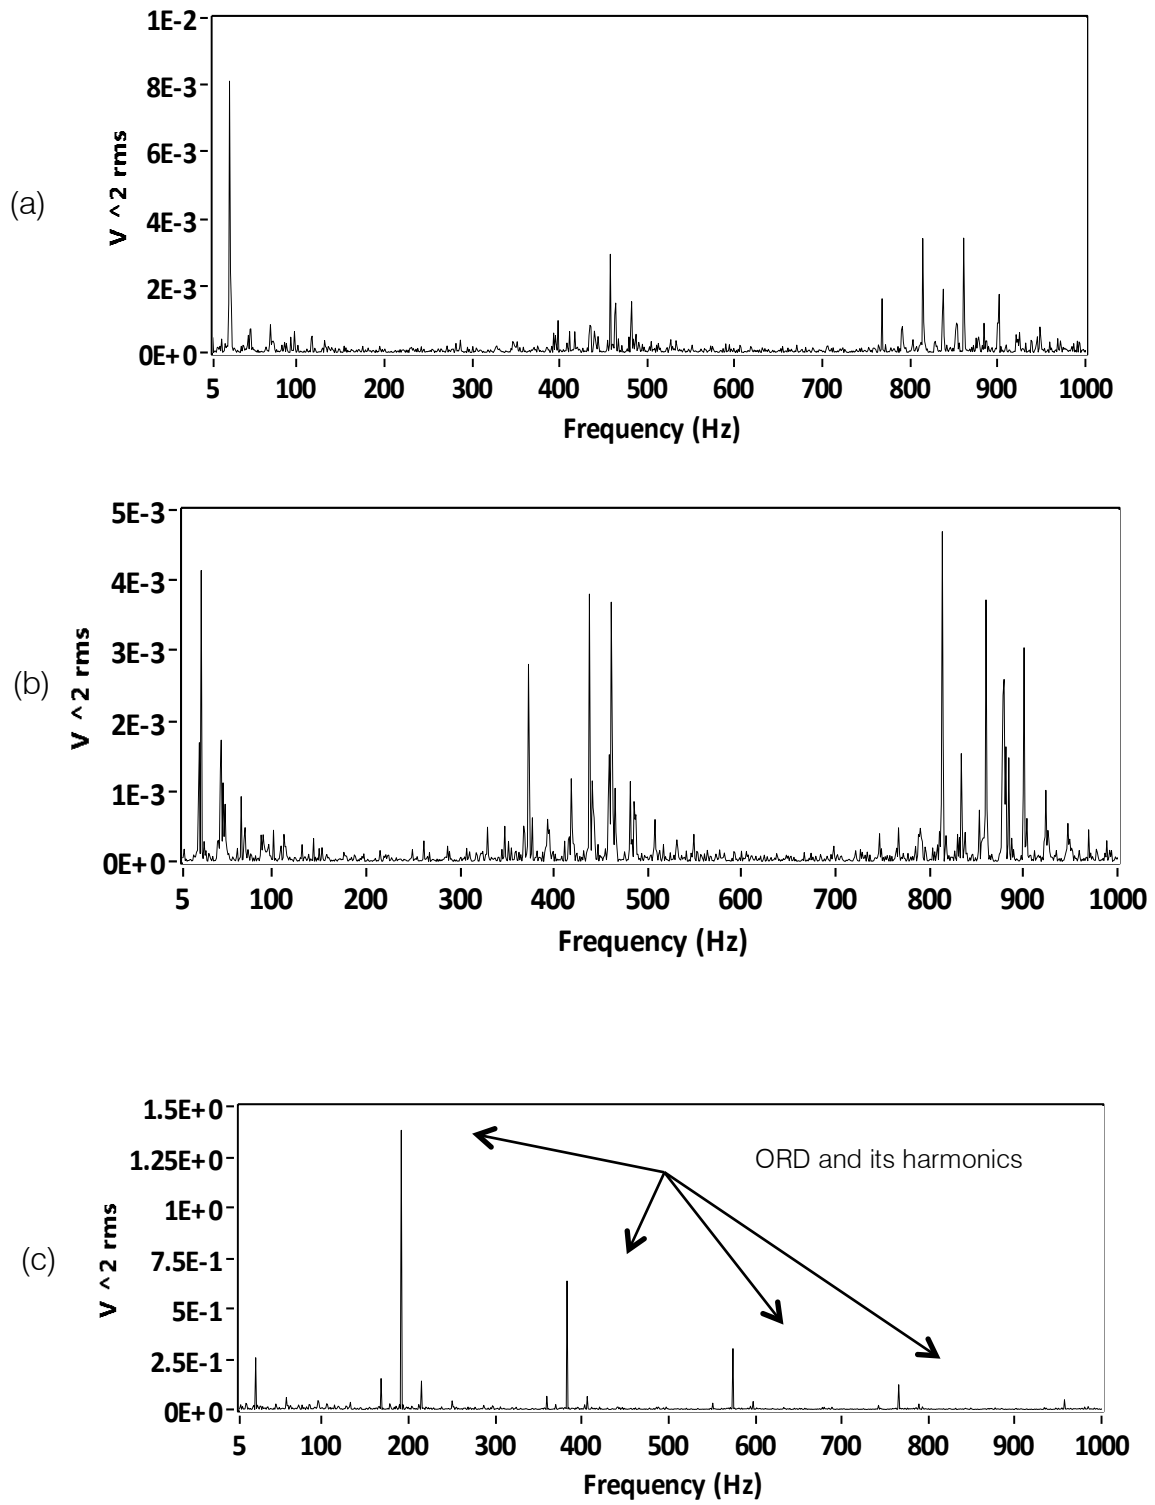 (a)
V ^2 rms
1E-2
8E-3
6E-3
4E-3
2E-3
0E+0
5 100 200 300 400 500 600 700 800 900 1000
Frequency (Hz)
(b)
V ^2 rms
5E-3
4E-3
3E-3
2E-3
1E-3
0E+0
5 100 200 300 400 500 600 700 800 900 1000
Frequency (Hz)
(c)
V ^2 rms
1.5E+0
1.25E+0
1E+0
7.5E-1
5E-1
2.5E-1
0E+0
ORD and its harmonics
5 100 200 300 400 500 600 700 800 900 1000
Frequency (Hz)